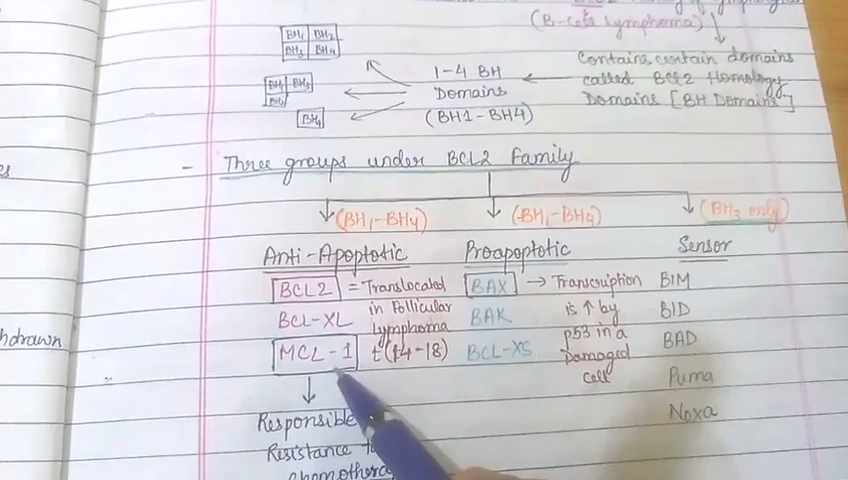 (B-Cell Lymphoma)
BH1 BH2
BH3 BH4
Contains certain domains
called BCL2 Homology
Domains [BH Domains]
1-4 BH
Domains
(BH1-BH4)
BH1 BH3
BH4
- Three groups under BCL2 Family
(BH1-BH4) (BH1-BH4) (BH3 only)
Anti-Apoptotic Proapoptotic Sensor
BCL2 = Translocated BAX → Transcription BIM
BCL-XL in Follicular BAK is ↑ by BID
Lymphoma p53 in a BAD
MCL-1 t(14-18) BCL-XS Damaged
cell Puma
↓
Responsible Noxa
Resistance
hdrawn